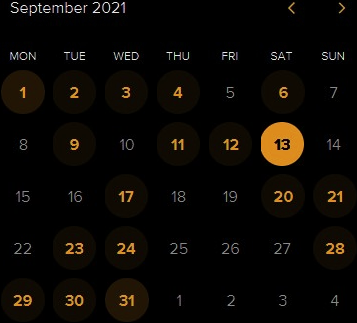 September 2021 < >
MON TUE WED THU FRI SAT SUN
1 2 3 4 5 6 7
8 9 10 11 12 13 14
15 16 17 18 19 20 21
22 23 24 25 26 27 28
29 30 31 1 2 3 4